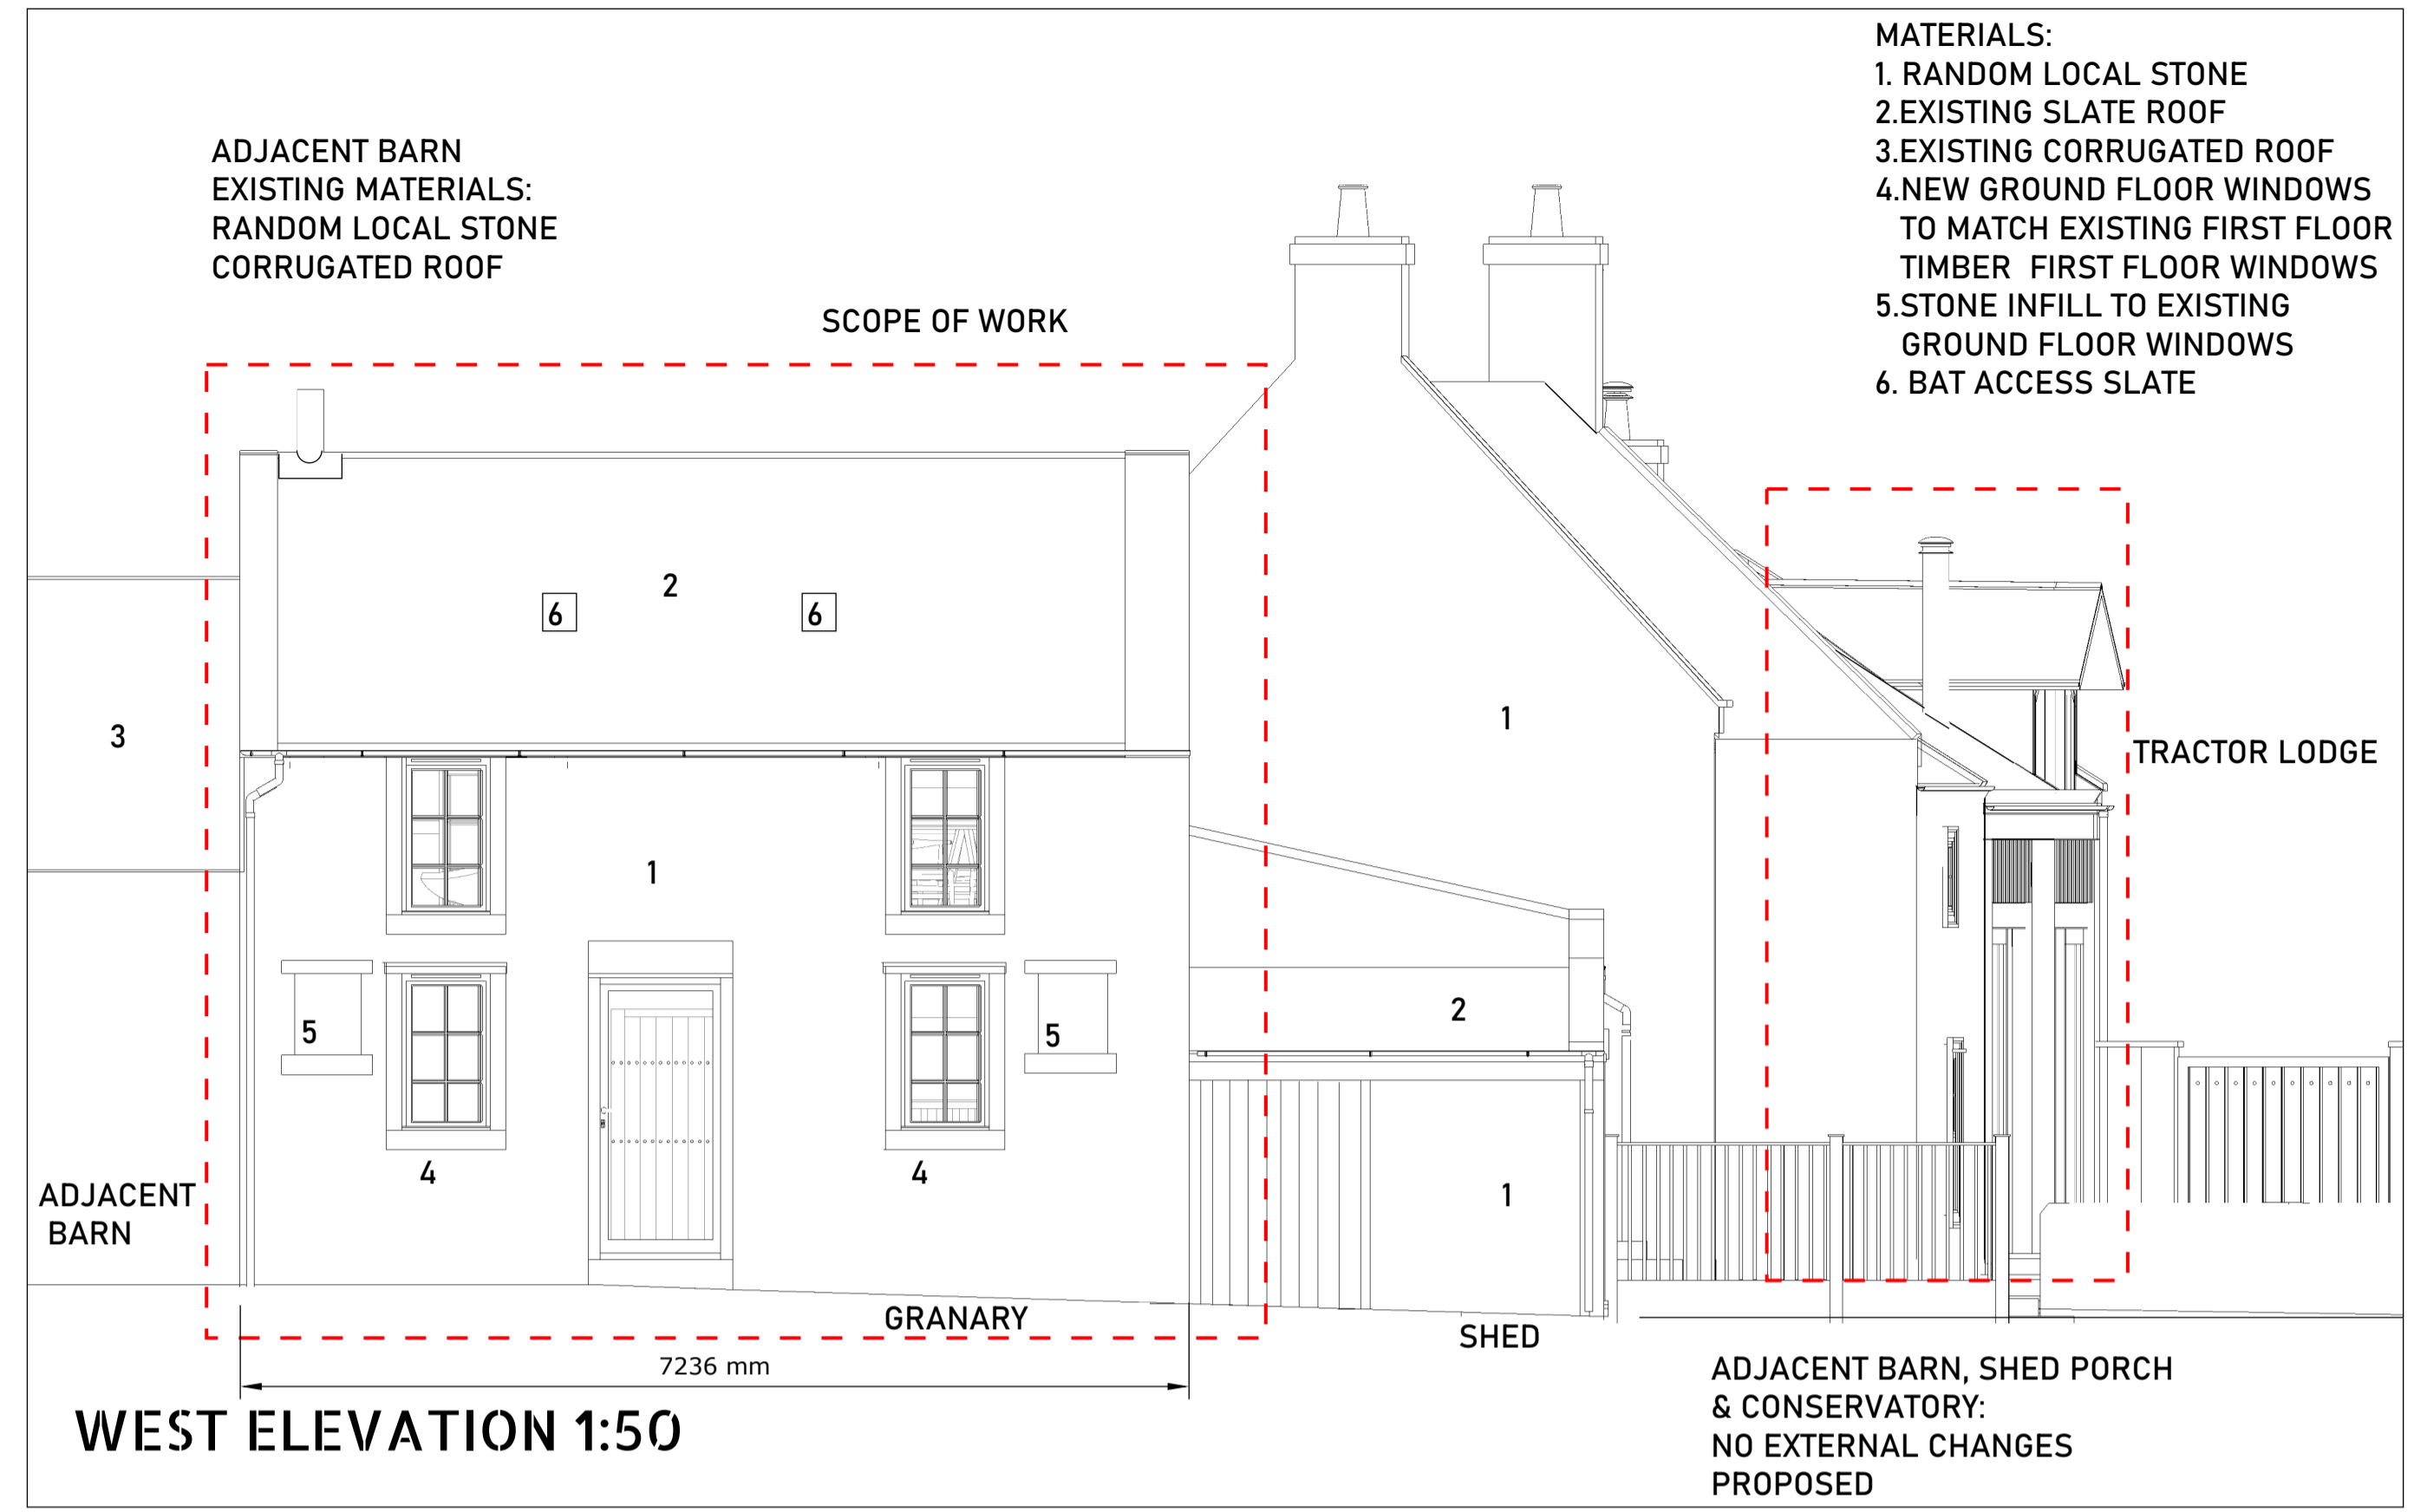 MATERIALS:
1. RANDOM LOCAL STONE
2.EXISTING SLATE ROOF
3.EXISTING CORRUGATED ROOF
4.NEW GROUND FLOOR WINDOWS
TO MATCH EXISTING FIRST FLOOR
TIMBER FIRST FLOOR WINDOWS
5.STONE INFILL TO EXISTING
GROUND FLOOR WINDOWS
6. BAT ACCESS SLATE
ADJACENT BARN
EXISTING MATERIALS:
RANDOM LOCAL STONE
CORRUGATED ROOF
SCOPE OF WORK
2
6
6
3
1
TRACTOR LODGE
1
5
5
2
4
4
1
ADJACENT
BARN
GRANARY
SHED
7236 mm
WEST ELEVATION 1:50
ADJACENT BARN, SHED PORCH
& CONSERVATORY:
NO EXTERNAL CHANGES
PROPOSED